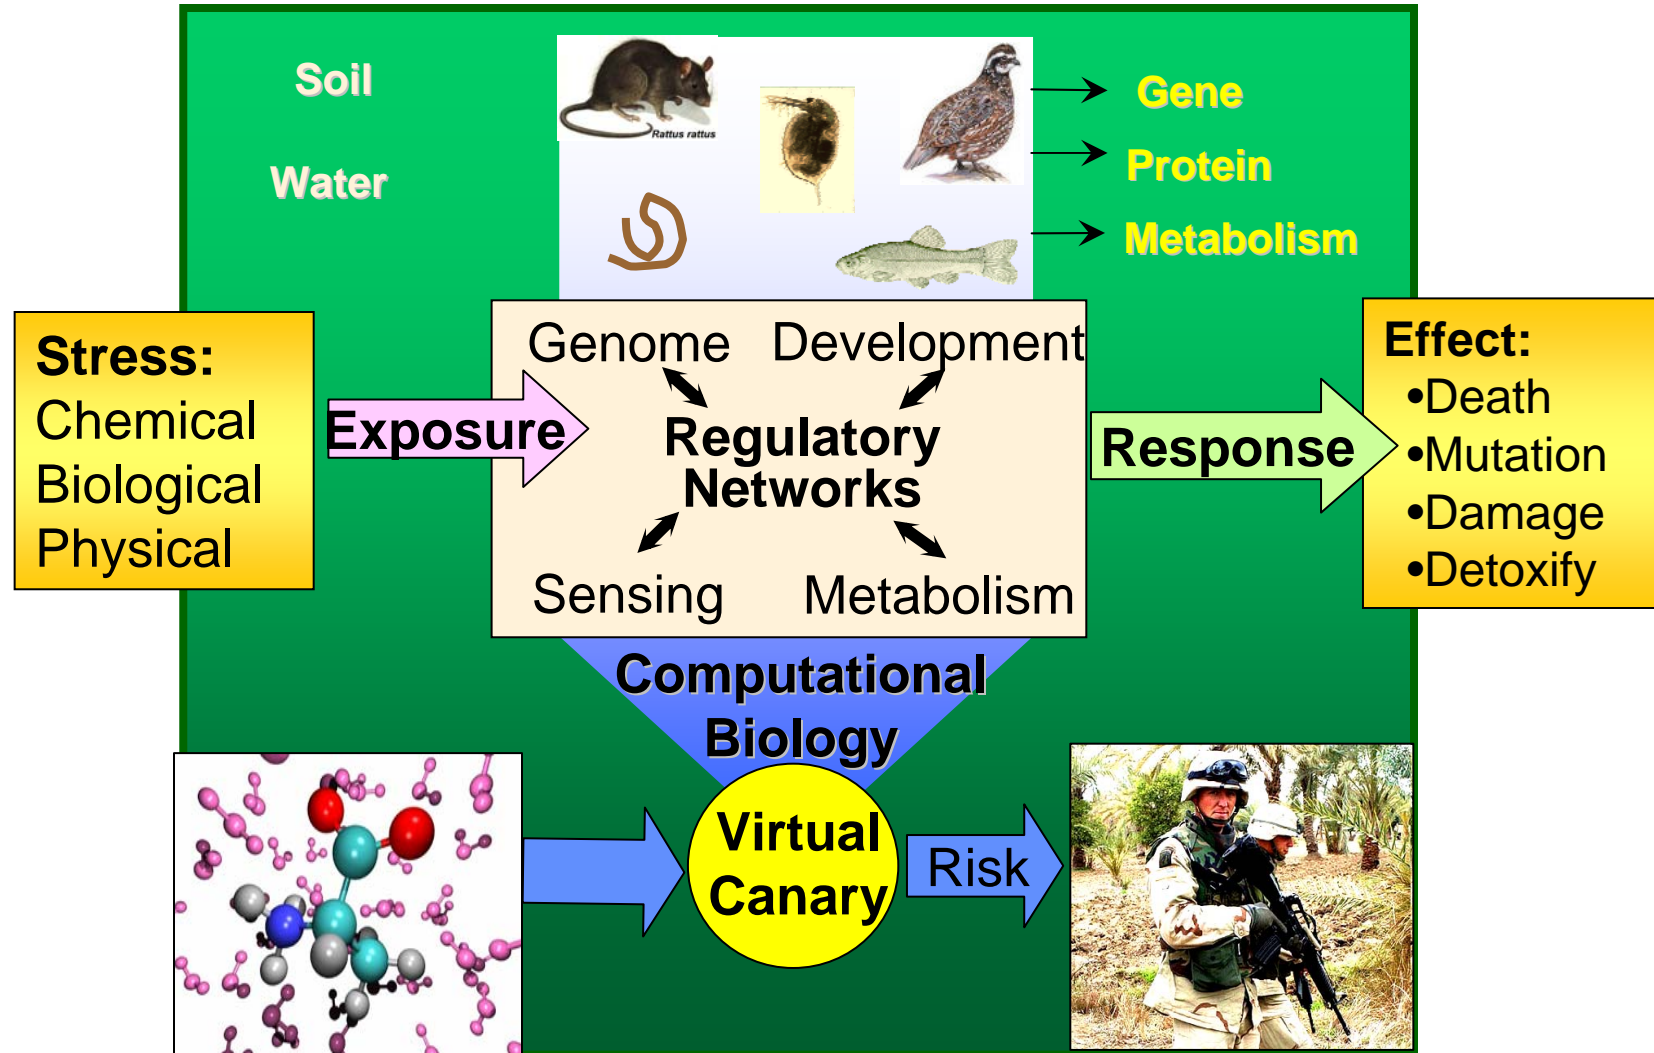 Soil
Water
Rattus rattus
Gene
Protein
Metabolism
Stress:
Chemical
Biological
Physical
Exposure
Genome
Development
Regulatory
Networks
Sensing
Metabolism
Response
Effect:
•Death
•Mutation
•Damage
•Detoxify
Computational
Biology
Virtual
Canary
Risk